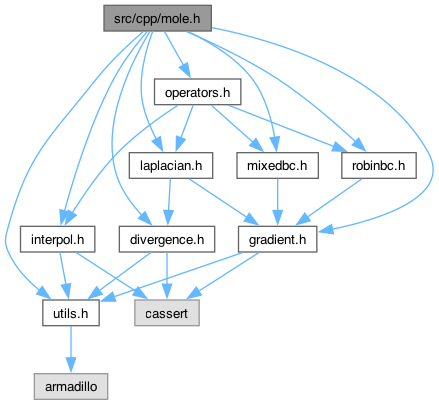 src/cpp/mole.h
operators.h
laplacian.h
mixedbc.h
robinbc.h
interpol.h
divergence.h
gradient.h
utils.h
cassert
armadillo